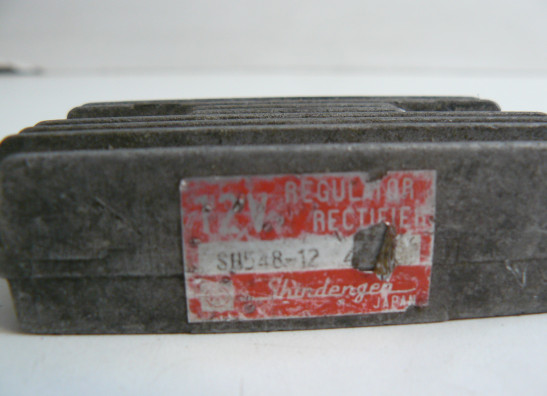 12V REGULATOR
RECTIFIER
SH548-12
Shindengen
JAPAN